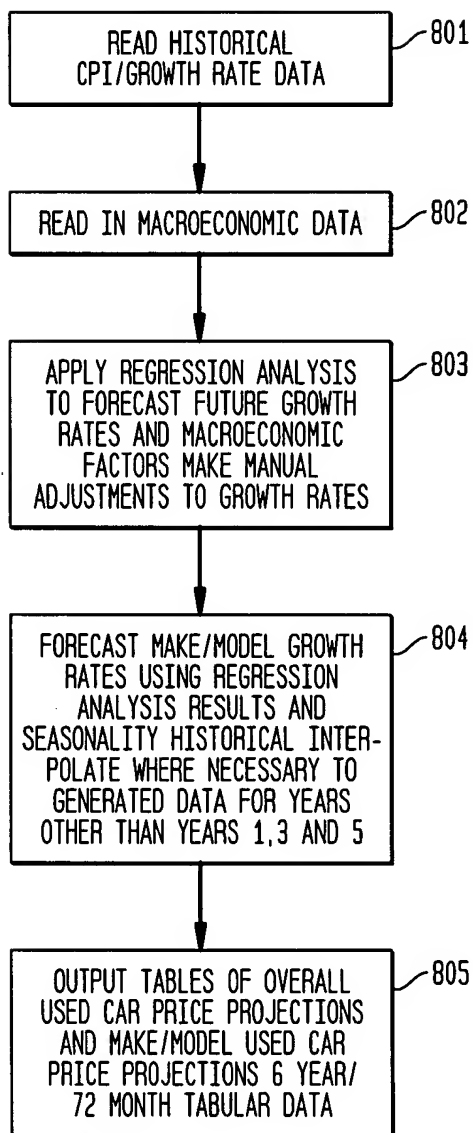 READ HISTORICAL
CPI/GROWTH RATE DATA
801
READ IN MACROECONOMIC DATA
802
APPLY REGRESSION ANALYSIS
TO FORECAST FUTURE GROWTH
RATES AND MACROECONOMIC
FACTORS MAKE MANUAL
ADJUSTMENTS TO GROWTH RATES
803
FORECAST MAKE/MODEL GROWTH
RATES USING REGRESSION
ANALYSIS RESULTS AND
SEASONALITY HISTORICAL INTER-
POLATE WHERE NECESSARY TO
GENERATED DATA FOR YEARS
OTHER THAN YEARS 1,3 AND 5
804
OUTPUT TABLES OF OVERALL
USED CAR PRICE PROJECTIONS
AND MAKE/MODEL USED CAR
PRICE PROJECTIONS 6 YEAR/
72 MONTH TABULAR DATA
805